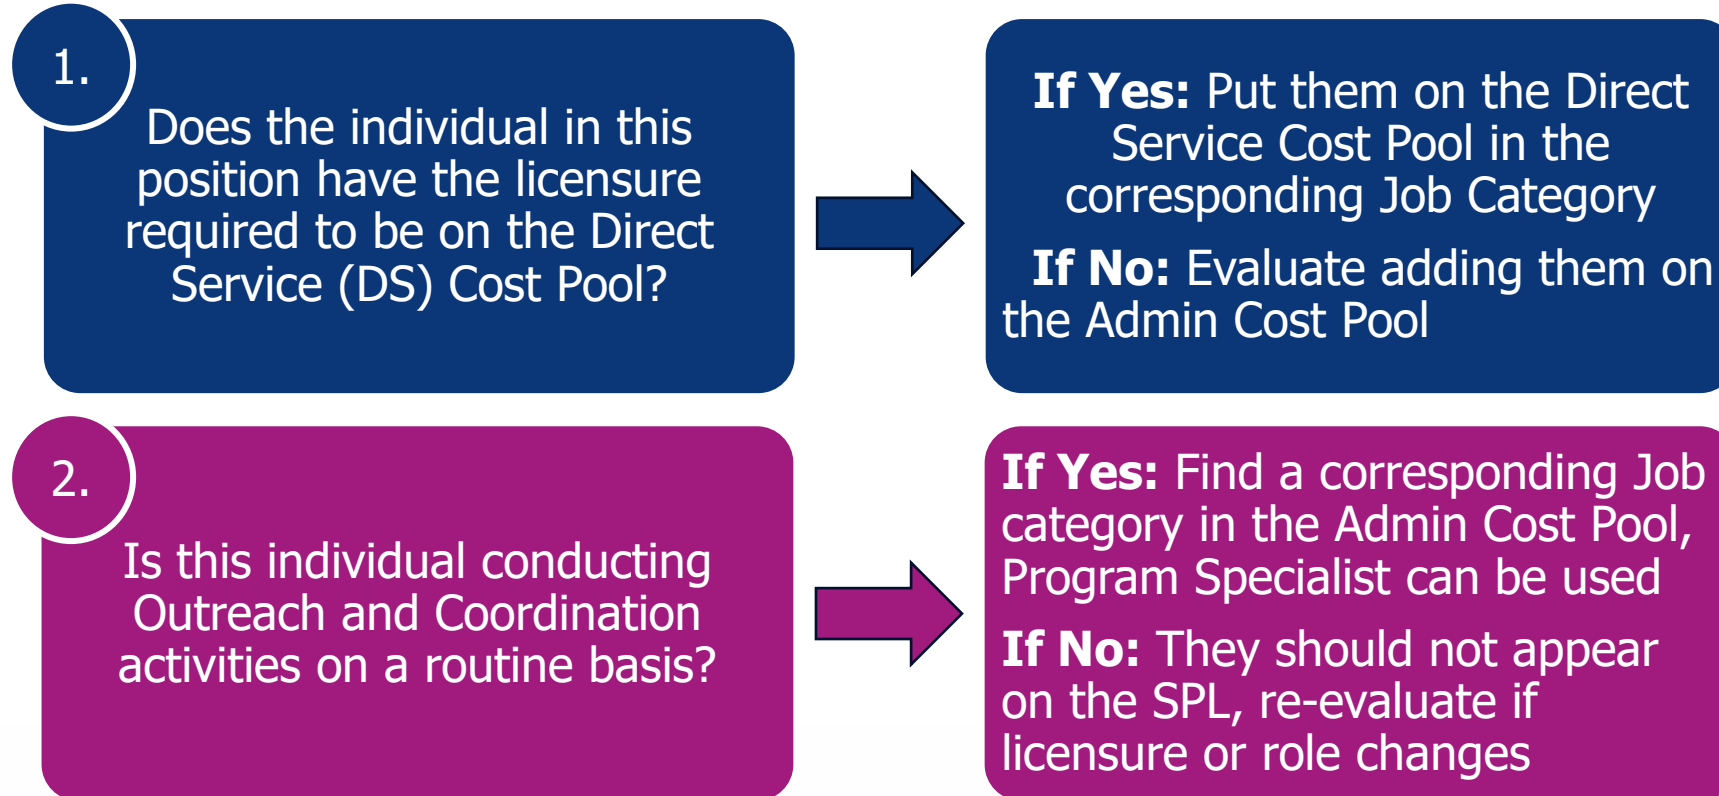 1.
Does the individual in this
position have the licensure
required to be on the Direct
Service (DS) Cost Pool?
If Yes: Put them on the Direct
Service Cost Pool in the
corresponding Job Category
If No: Evaluate adding them on
the Admin Cost Pool
2.
Is this individual conducting
Outreach and Coordination
activities on a routine basis?
If Yes: Find a corresponding Job
category in the Admin Cost Pool,
Program Specialist can be used
If No: They should not appear
on the SPL, re-evaluate if
licensure or role changes